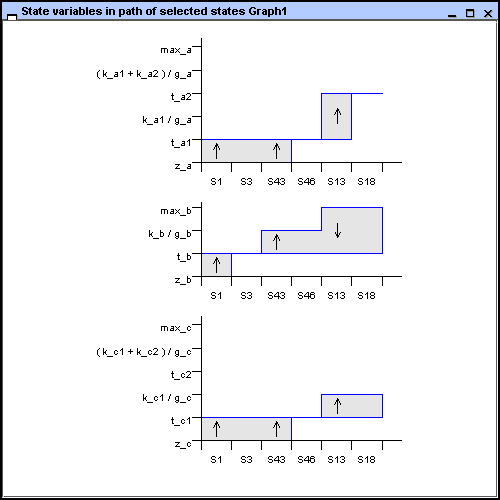 State variables in path of selected states Graph1
max_a
( k_a1 + k_a2 ) / g_a
t_a2
k_a1 / g_a
t_a1
z_a
S1 S3 S43 S46 S13 S18
max_b
k_b / g_b
t_b
z_b
S1 S3 S43 S46 S13 S18
max_c
( k_c1 + k_c2 ) / g_c
t_c2
k_c1 / g_c
t_c1
z_c
S1 S3 S43 S46 S13 S18